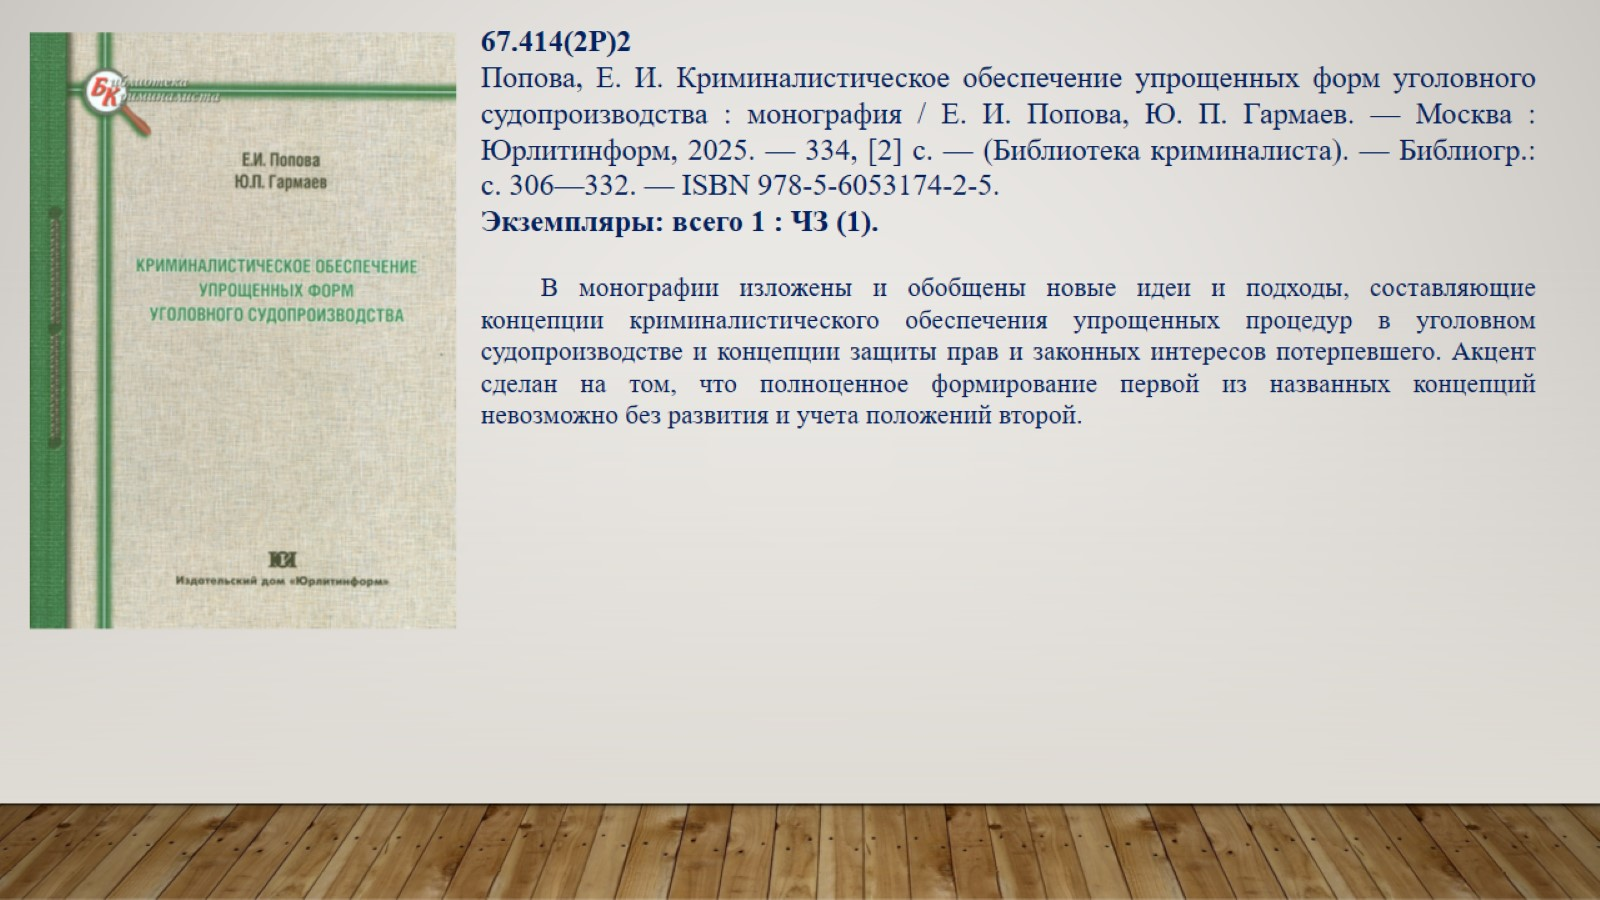 Библиотека
Криминалиста
Е.И. Попова
Ю.П. Гармаев
КРИМИНАЛИСТИЧЕСКОЕ ОБЕСПЕЧЕНИЕ
УПРОЩЕННЫХ ФОРМ
УГОЛОВНОГО СУДОПРОИЗВОДСТВА
Издательский дом «Юрлитинформ»
67.414(2Р)2
Попова, Е. И. Криминалистическое обеспечение упрощенных форм уголовного
судопроизводства : монография / Е. И. Попова, Ю. П. Гармаев. — Москва :
Юрлитинформ, 2025. — 334, [2] с. — (Библиотека криминалиста). — Библиогр.:
с. 306—332. — ISBN 978-5-6053174-2-5.
Экземпляры: всего 1 : ЧЗ (1).
В монографии изложены и обобщены новые идеи и подходы, составляющие
концепции криминалистического обеспечения упрощенных процедур в уголовном
судопроизводстве и концепции защиты прав и законных интересов потерпевшего. Акцент
сделан на том, что полноценное формирование первой из названных концепций
невозможно без развития и учета положений второй.